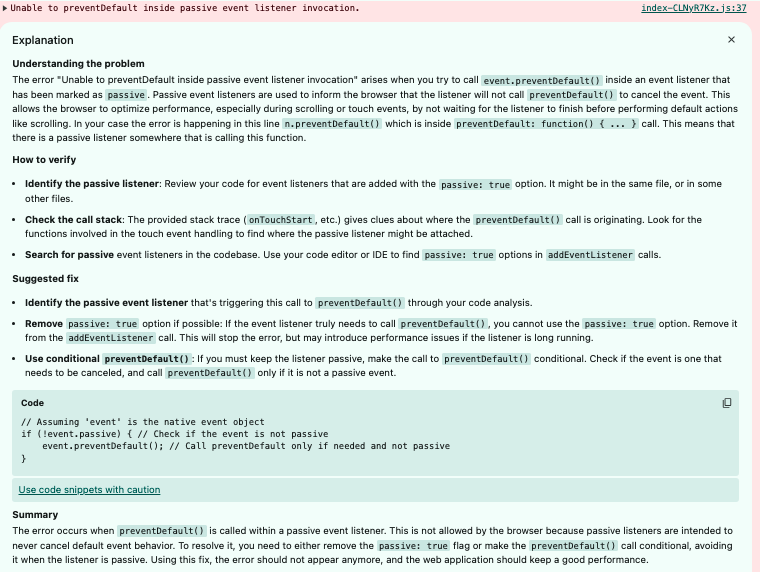 Unable to preventDefault inside passive event listener invocation. index-CLNyR7Kz.js:37
Explanation
Understanding the problem
The error "Unable to preventDefault inside passive event listener invocation" arises when you try to call event.preventDefault() inside an event listener that
has been marked as passive. Passive event listeners are used to inform the browser that the listener will not call preventDefault() to cancel the event. This
allows the browser to optimize performance, especially during scrolling or touch events, by not waiting for the listener to finish before performing default actions
like scrolling. In your case the error is happening in this line n.preventDefault() which is inside preventDefault: function() { ... } call. This means that
there is a passive listener somewhere that is calling this function.
How to verify
• Identify the passive listener: Review your code for event listeners that are added with the passive: true option. It might be in the same file, or in some
other files.
• Check the call stack: The provided stack trace (onTouchStart, etc.) gives clues about where the preventDefault() call is originating. Look for the
functions involved in the touch event handling to find where the passive listener might be attached.
• Search for passive event listeners in the codebase. Use your code editor or IDE to find passive: true options in addEventListener calls.
Suggested fix
• Identify the passive event listener that's triggering this call to preventDefault() through your code analysis.
• Remove passive: true option if possible: If the event listener truly needs to call preventDefault(), you cannot use the passive: true option. Remove it
from the addEventListener call. This will stop the error, but may introduce performance issues if the listener is long running.
• Use conditional preventDefault(): If you must keep the listener passive, make the call to preventDefault() conditional. Check if the event is one that
needs to be canceled, and call preventDefault() only if it is not a passive event.
Code
// Assuming 'event' is the native event object
if (!event.passive) { // Check if the event is not passive
    event.preventDefault(); // Call preventDefault only if needed and not passive
}
Use code snippets with caution
Summary
The error occurs when preventDefault() is called within a passive event listener. This is not allowed by the browser because passive listeners are intended to
never cancel default event behavior. To resolve it, you need to either remove the passive: true flag or make the preventDefault() call conditional, avoiding
it when the listener is passive. Using this fix, the error should not appear anymore, and the web application should keep a good performance.